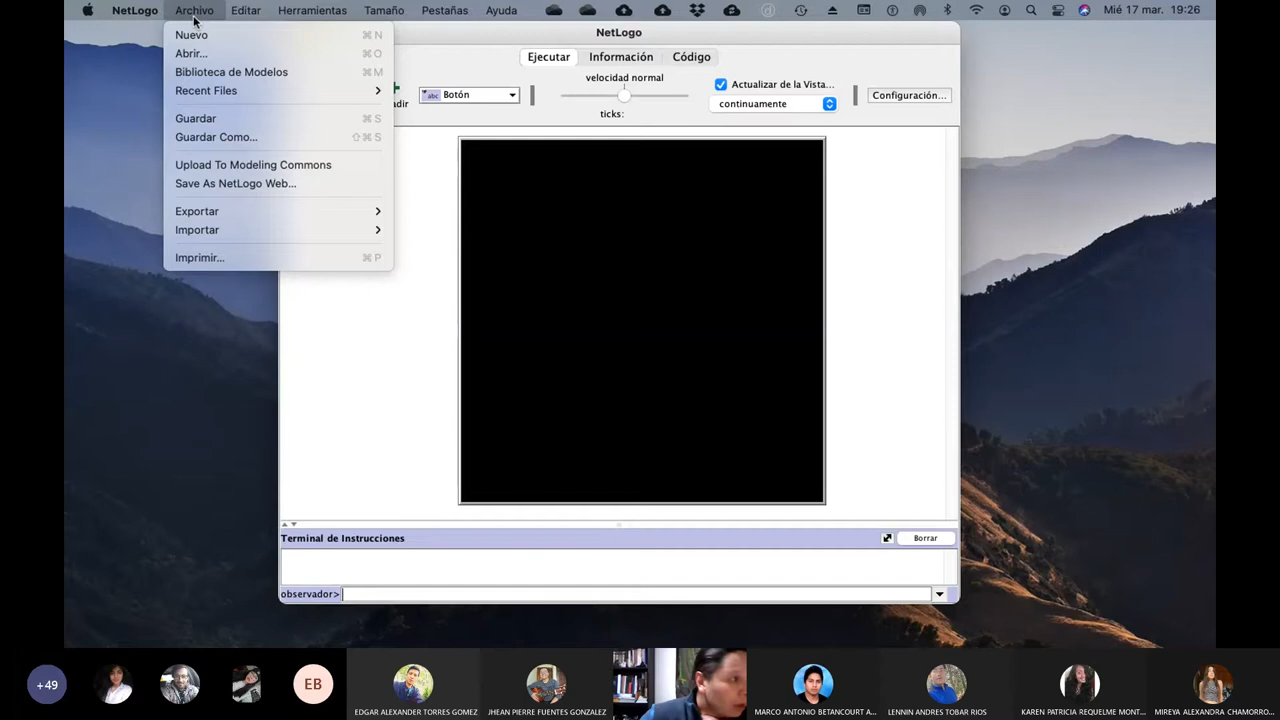 NetLogo Archivo Editar Herramientas Tamaño Pestañas Ayuda Mié 17 mar. 19:26
Nuevo ⌘N
Abrir... ⌘O
Biblioteca de Modelos ⌘M
Recent Files
Guardar ⌘S
Guardar Como... ⇧⌘S
Upload To Modeling Commons
Save As NetLogo Web...
Exportar
Importar
Imprimir... ⌘P
NetLogo
Ejecutar Información Código
adir
abc Botón
velocidad normal
ticks:
Actualizar de la Vista...
continuamente
Configuración...
Terminal de Instrucciones
Borrar
observador>
+49
EB
EDGAR ALEXANDER TORRES GOMEZ
JHEAN PIERRE FUENTES GONZALEZ
MARCO ANTONIO BETANCOURT A...
LENNIN ANDRES TOBAR RIOS
KAREN PATRICIA REQUELME MONT...
MIREYA ALEXANDRA CHAMORRO...